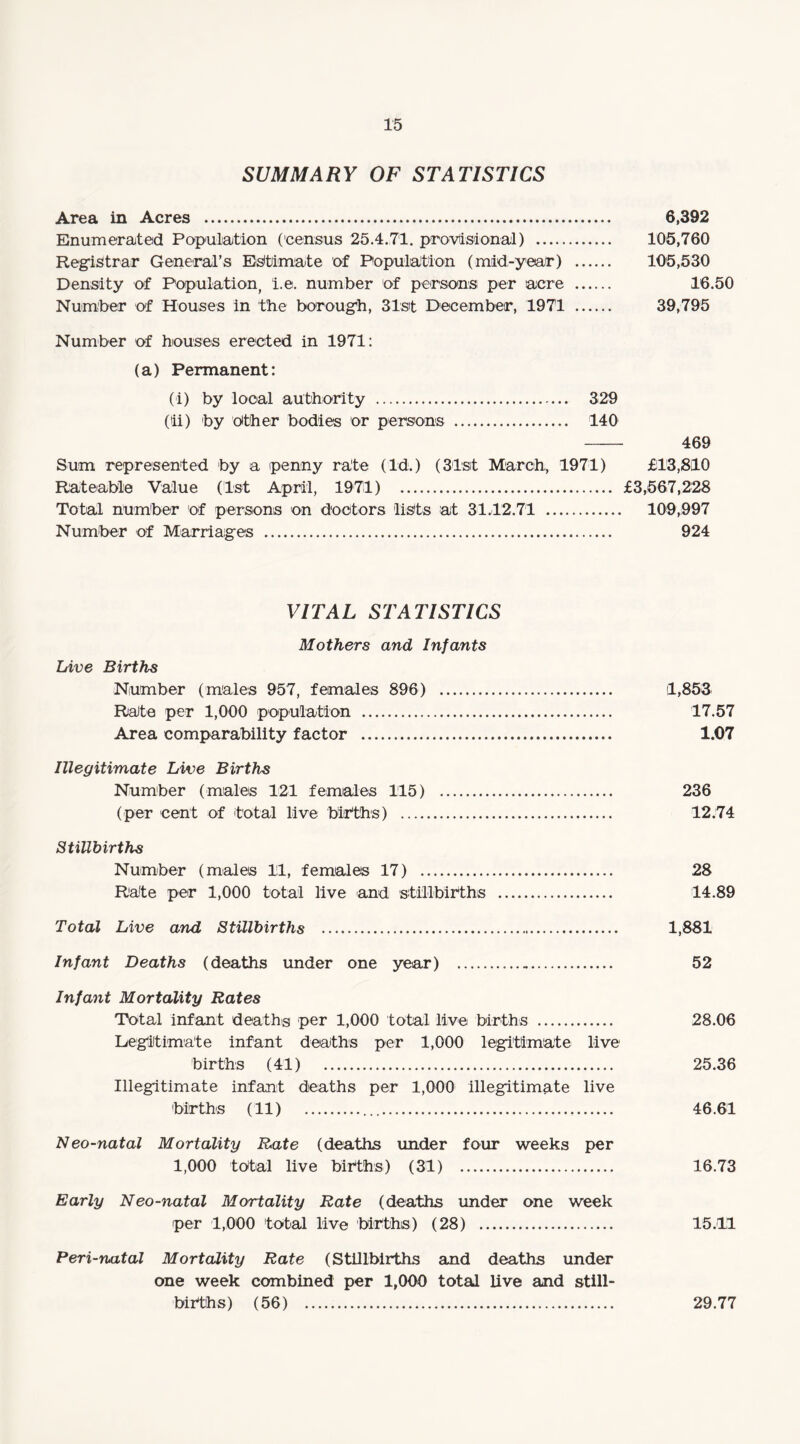 15
SUMMARY OF STATISTICS
Area in Acres ........ 6,392
Enumerated Population (census 25.4.71. provisional) ........ 105,760
Registrar General's Estimate of Population (mid-year) ...... 105,530
Density of Population, i.e. number of persons per acre ...... 16.50
Number of Houses in the borough, 31st December, 1971 ...... 39,795
Number of houses erected in 1971:
(a) Permanent:
(i) by local authority ........ 329
(ii) by other bodies or persons ........ 140
469
Sum represented by a penny rate (1d.) (31st March, 1971) £13,810
Rateable Value (1st April, 1971) ........ £3,567,228
Total number of persons on doctors lists at 31.12.71 ........ 109,997
Number of Marriages ........ 924
VITAL STATISTICS
Mothers and Infants
Live Births
Number (males 957, females 896) ........ 1,853
Rate per 1,000 population ........ 17.57
Area comparability factor ........ 1.07
Illegitimate Live Births
Number (males 121 females 115) ........ 236
(per cent of total live births) ........ 12.74
Stillbirths
Number (males 11, females 17) ........ 28
Rate per 1,000 total live and stillbirths ........ 14.89
Total Live and Stillbirths ........ 1,881
Infant Deaths (deaths under one year) ........ 52
Infant Mortality Rates
Total infant deaths per 1,000 total live births ........ 28.06
Legitimate infant deaths per 1,000 legitimate live
births (41) ........ 25.36
Illegitimate infant deaths per 1,000 illegitimate live
births (11) ........ 46.61
Neo-natal Mortality Rate (deaths under four weeks per
1,000 total live births) (31) ........ 16.73
Early Neo-natal Mortality Rate (deaths under one week
per 1,000 total live births) (28) ........ 15.11
Peri-natal Mortality Rate (Stillbirths and deaths under
one week combined per 1,000 total live and still-
births) (56) ........ 29.77